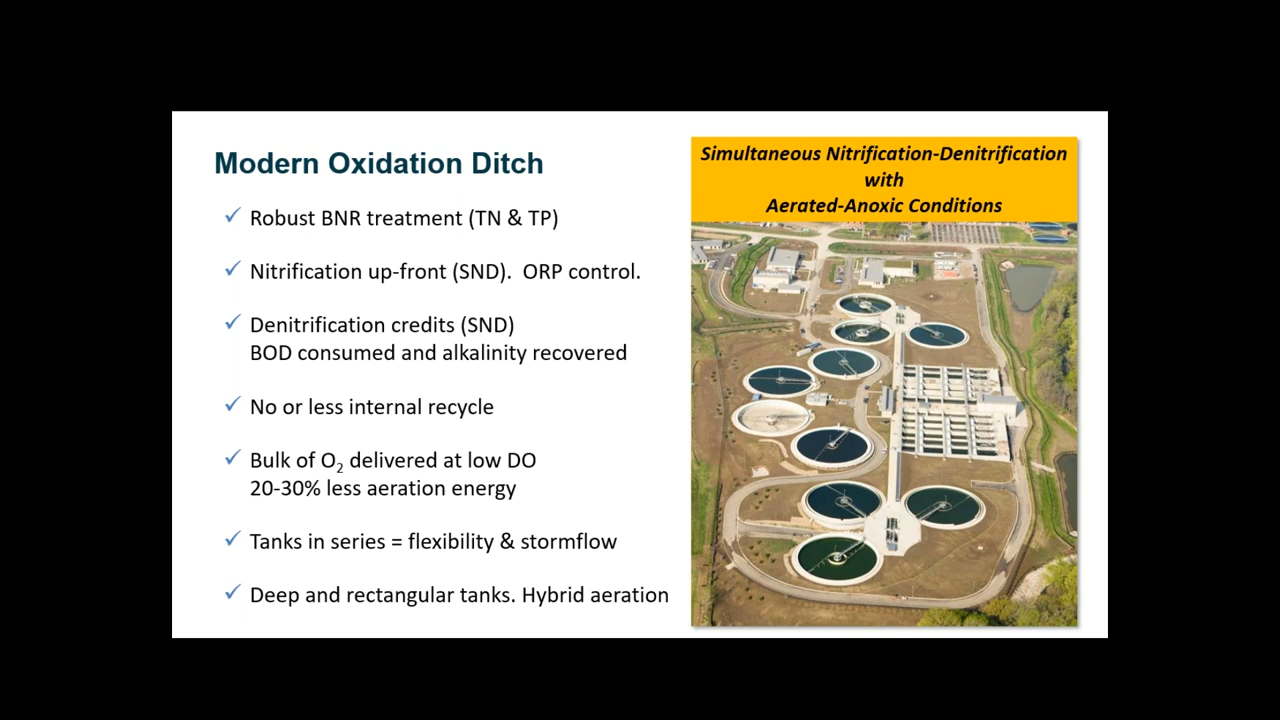 Modern Oxidation Ditch
✓ Robust BNR treatment (TN & TP)
✓ Nitrification up-front (SND).  ORP control.
✓ Denitrification credits (SND)
BOD consumed and alkalinity recovered
✓ No or less internal recycle
✓ Bulk of O₂ delivered at low DO
20-30% less aeration energy
✓ Tanks in series = flexibility & stormflow
✓ Deep and rectangular tanks. Hybrid aeration
Simultaneous Nitrification-Denitrification
with
Aerated-Anoxic Conditions